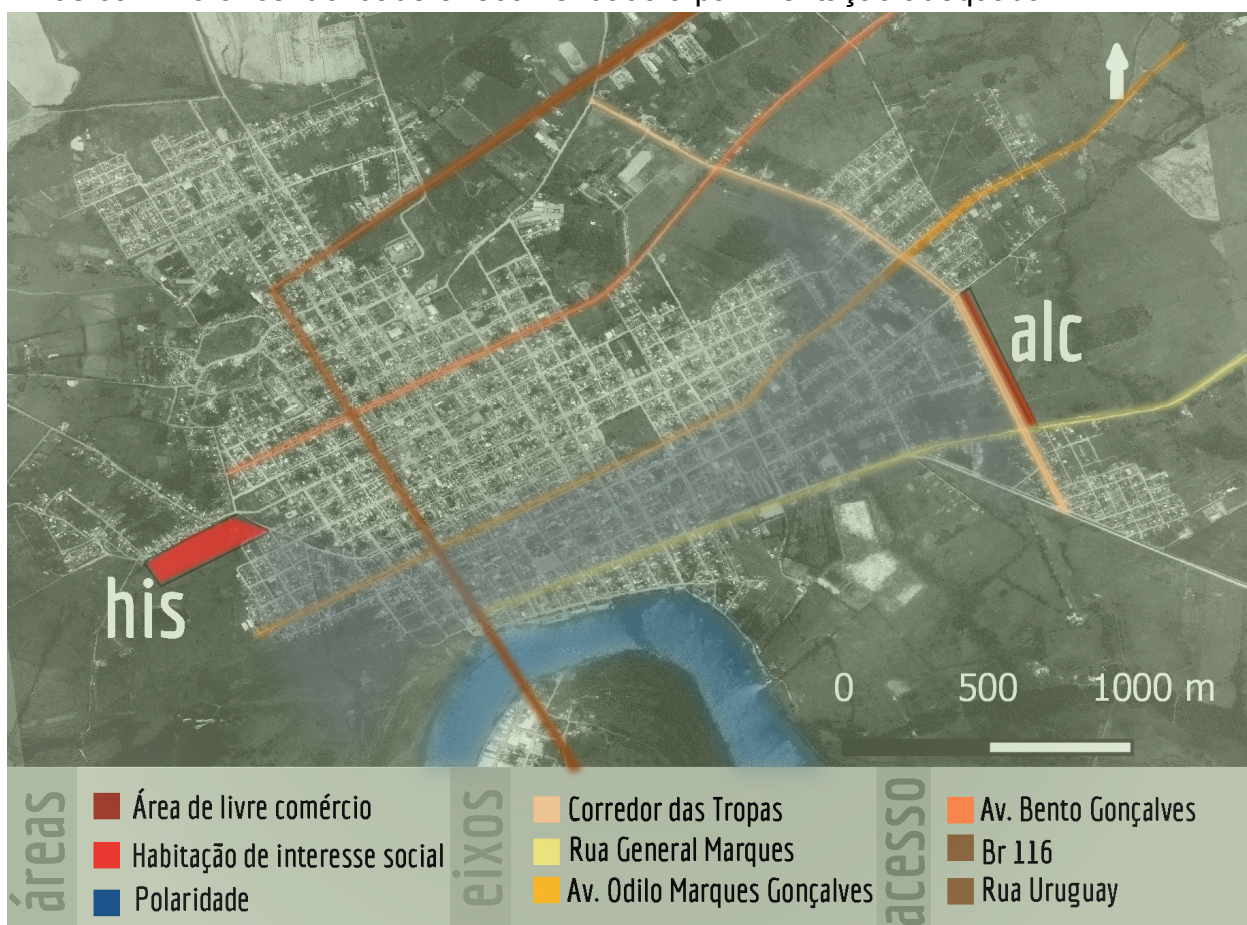 alc
his
0 500 1000 m
áreas
Área de livre comércio
Habitação de interesse social
Polaridade
eixos
Corredor das Tropas
Rua General Marques
Av. Odilo Marques Gonçalves
acesso
Av. Bento Gonçalves
Br 116
Rua Uruguay